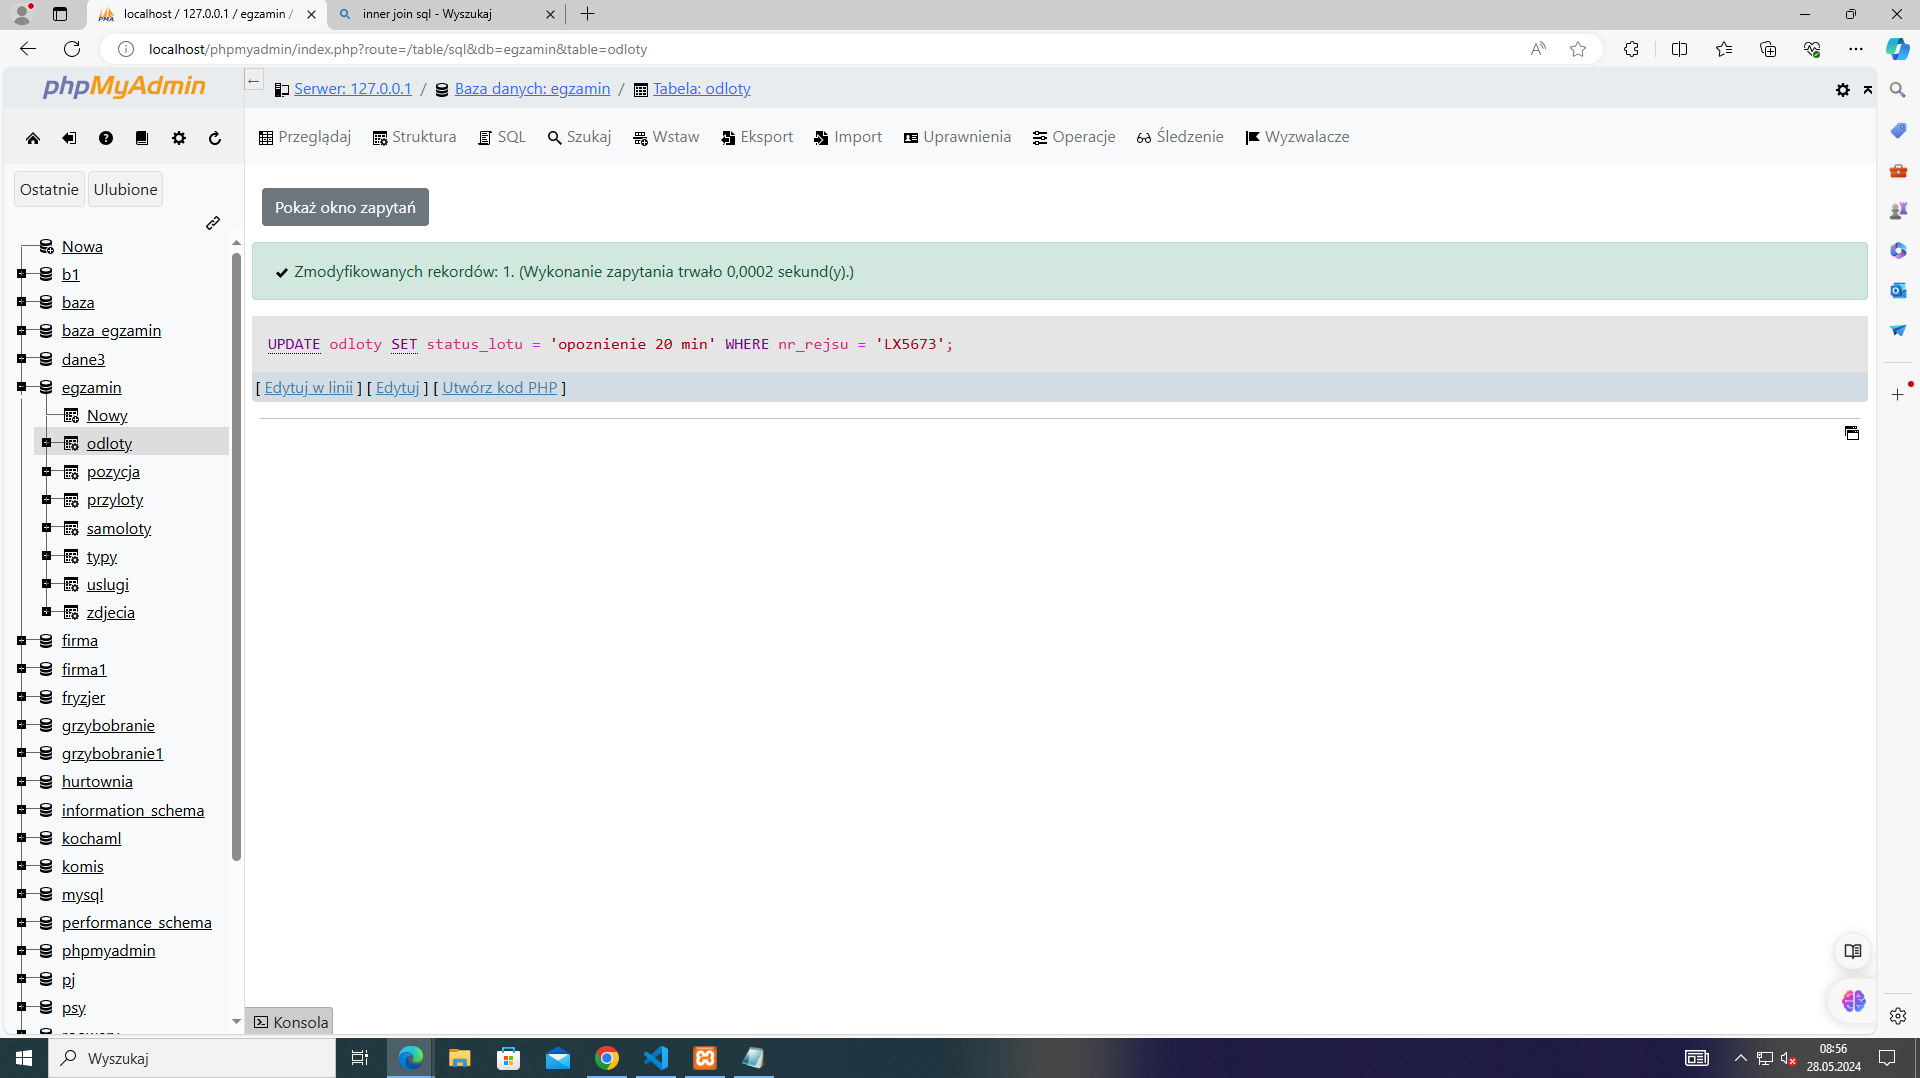 localhost / 127.0.0.1 / egzamin /
inner join sql - Wyszukaj
localhost/phpmyadmin/index.php?route=/table/sql&db=egzamin&table=odloty
phpMyAdmin
Serwer: 127.0.0.1 / Baza danych: egzamin / Tabela: odloty
Przeglądaj Struktura SQL Szukaj Wstaw Eksport Import Uprawnienia Operacje Śledzenie Wyzwalacze
Ostatnie Ulubione
Pokaż okno zapytań
Zmodyfikowanych rekordów: 1. (Wykonanie zapytania trwało 0,0002 sekund(y).)
UPDATE odloty SET status_lotu = 'opoznienie 20 min' WHERE nr_rejsu = 'LX5673';
[ Edytuj w linii ] [ Edytuj ] [ Utwórz kod PHP ]
Nowa
b1
baza
baza_egzamin
dane3
egzamin
Nowy
odloty
pozycja
przyloty
samoloty
typy
uslugi
zdjecia
firma
firma1
fryzjer
grzybobranie
grzybobranie1
hurtownia
information_schema
kochaml
komis
mysql
performance_schema
phpmyadmin
pj
psy
Konsola
Wyszukaj
08:56
28.05.2024